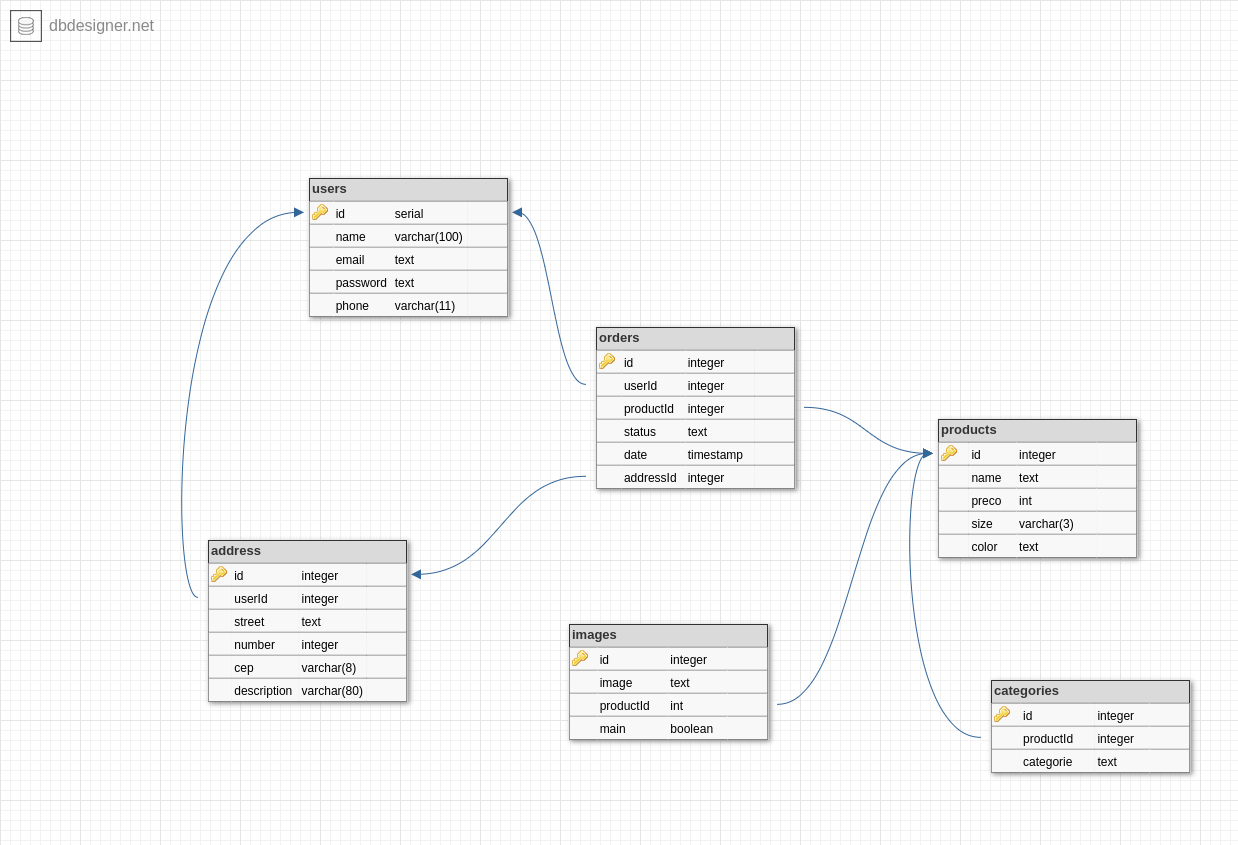 dbdesigner.net
users
id serial
name varchar(100)
email text
password text
phone varchar(11)
orders
id integer
userId integer
productId integer
status text
date timestamp
addressId integer
products
id integer
name text
preco int
size varchar(3)
color text
address
id integer
userId integer
street text
number integer
cep varchar(8)
description varchar(80)
images
id integer
image text
productId int
main boolean
categories
id integer
productId integer
categorie text